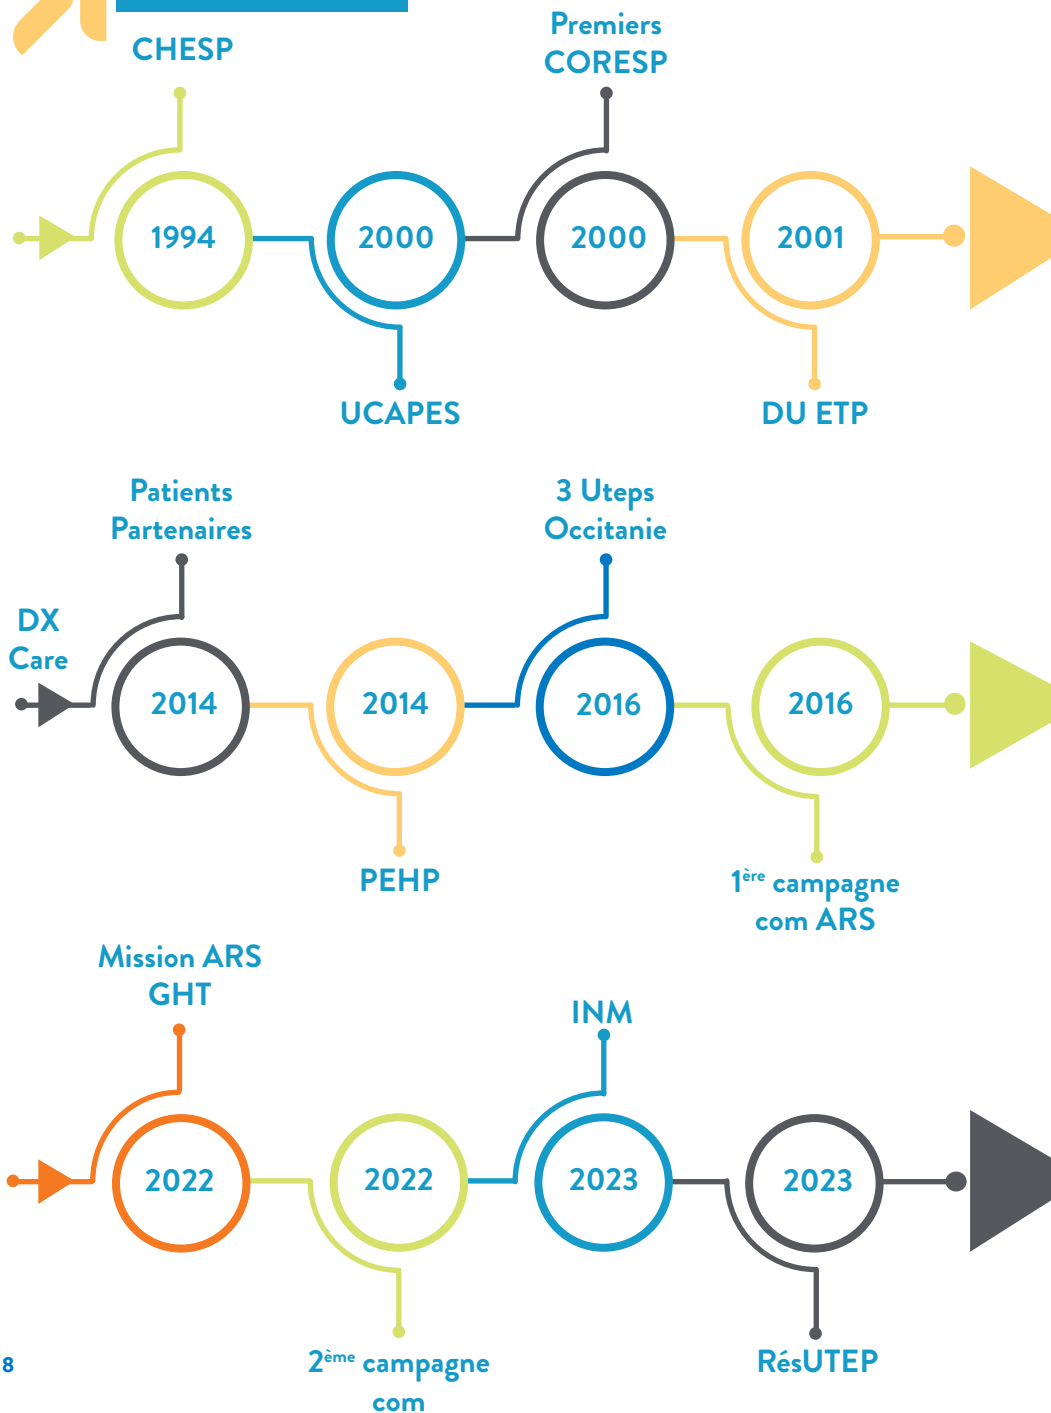 CHESP
Premiers
CORESP
1994
2000
2000
2001
UCAPES
DU ETP
Patients
Partenaires
3 Uteps
Occitanie
DX
Care
2014
2014
2016
2016
PEHP
1ère campagne
com ARS
Mission ARS
GHT
INM
2022
2022
2023
2023
2ème campagne
com
RésUTEP
8